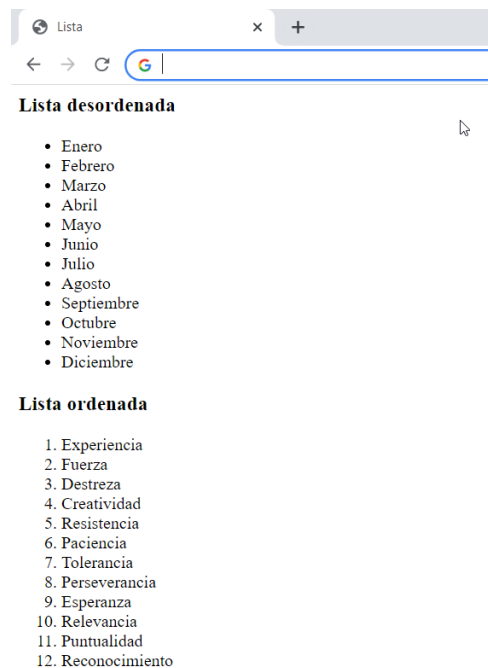 Lista
Lista desordenada
• Enero
• Febrero
• Marzo
• Abril
• Mayo
• Junio
• Julio
• Agosto
• Septiembre
• Octubre
• Noviembre
• Diciembre
Lista ordenada
1. Experiencia
2. Fuerza
3. Destreza
4. Creatividad
5. Resistencia
6. Paciencia
7. Tolerancia
8. Perseverancia
9. Esperanza
10. Relevancia
11. Puntualidad
12. Reconocimiento